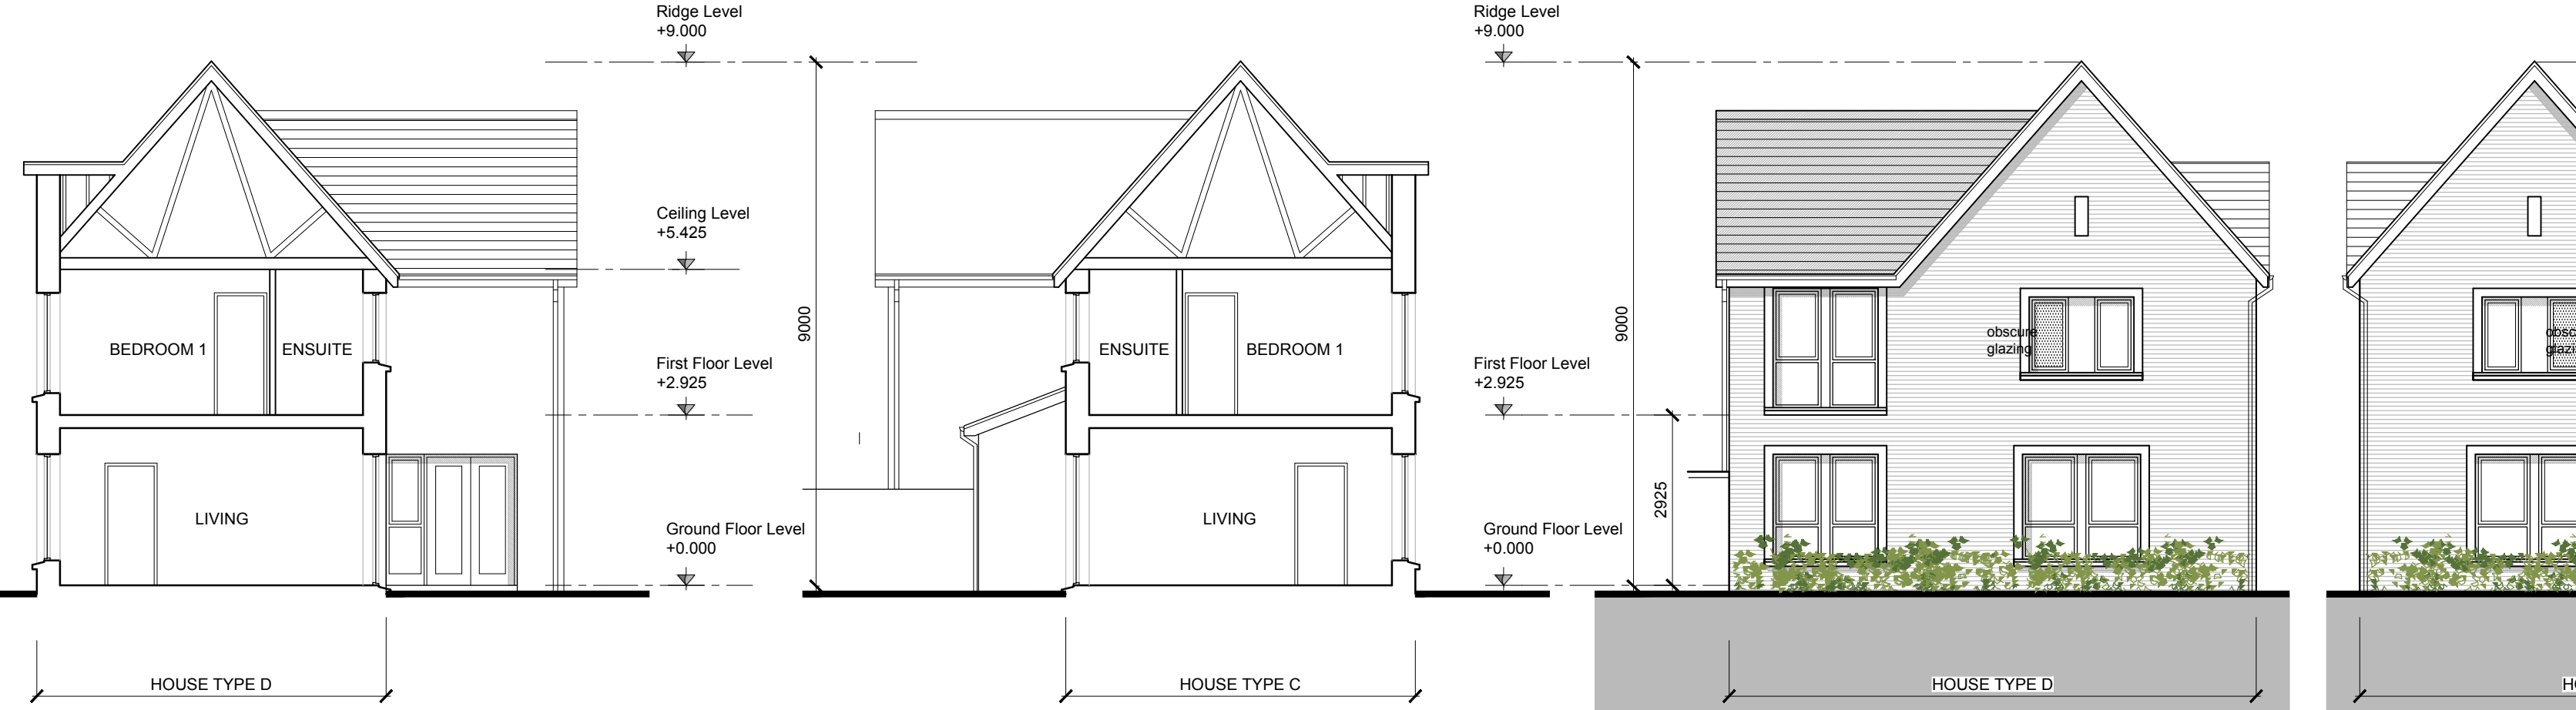 Ridge Level
+9.000
Ceiling Level
+5.425
First Floor Level
+2.925
Ground Floor Level
+0.000
BEDROOM 1
ENSUITE
LIVING
HOUSE TYPE D
9000
ENSUITE
BEDROOM 1
LIVING
HOUSE TYPE C
Ridge Level
+9.000
First Floor Level
+2.925
Ground Floor Level
+0.000
9000
2925
obscure
glazing
HOUSE TYPE D